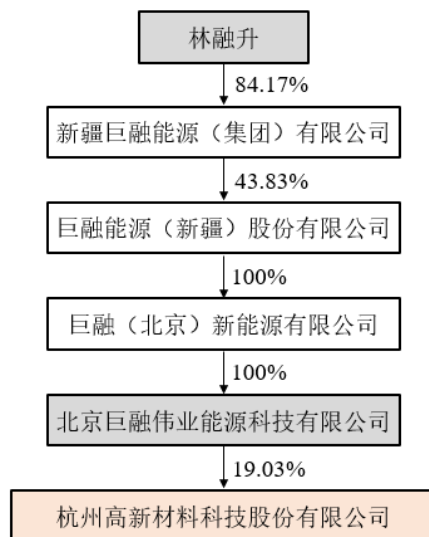 林融升
84.17%
新疆巨融能源（集团）有限公司
43.83%
巨融能源（新疆）股份有限公司
100%
巨融（北京）新能源有限公司
100%
北京巨融伟业能源科技有限公司
19.03%
杭州高新材料科技股份有限公司